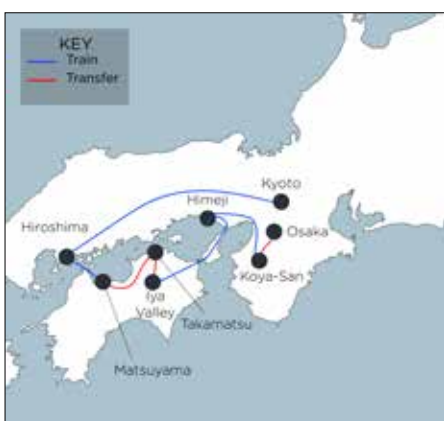 KEY
Train
Transfer
Kyoto
Himeji
Hiroshima
Osaka
Koya-San
Iya
Valley
Takamatsu
Matsuyama